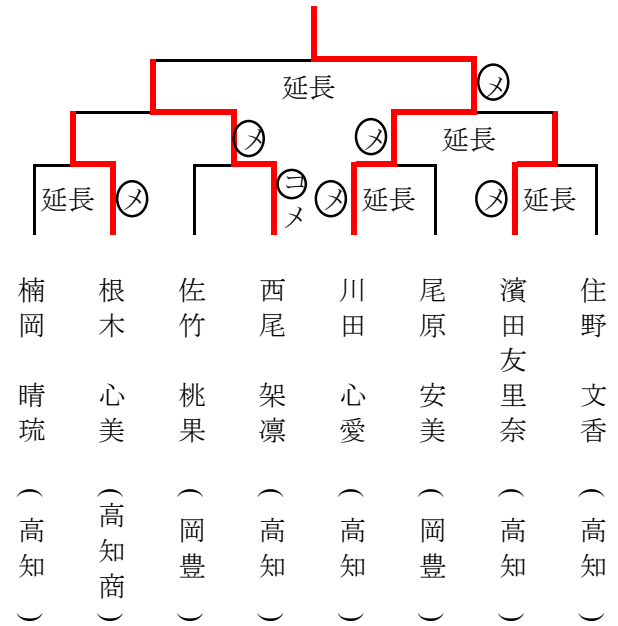 延長
メ
メ
メ
延長
延長
メ
コ
メ
メ
延長
メ
延長
楠岡 晴琉 (高知)
根木 心美 (高知商)
佐竹 桃果 (岡豊)
西尾 架凛 (高知)
川田 心愛 (高知)
尾原 安美 (岡豊)
濱田友里奈 (高知)
住野 文香 (高知)